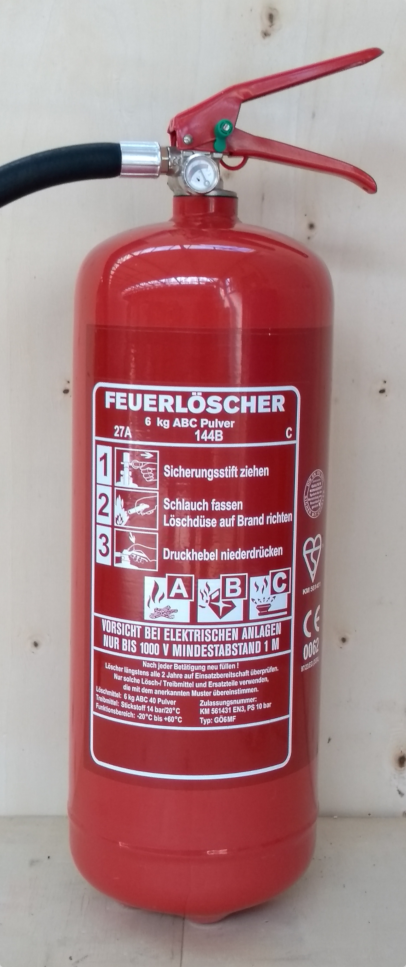 FEUERLÖSCHER
6 kg ABC Pulver
27A 144B C
1 Sicherungsstift ziehen
2 Schlauch fassen
Löschdüse auf Brand richten
3 Druckhebel niederdrücken
A B C
VORSICHT BEI ELEKTRISCHEN ANLAGEN
NUR BIS 1000 V MINDESTABSTAND 1 M
Nach jeder Betätigung neu füllen !
Löscher längstens alle 2 Jahre auf Einsatzbereitschaft überprüfen.
Nur solche Lösch-/ Treibmittel und Ersatzteile verwenden,
die mit dem anerkannten Muster übereinstimmen.
Löschmittel: 6 kg ABC 40 Pulver
Treibmittel: Stickstoff 14 bar/20°C
Funktionsbereich: -20°C bis +60°C
Zulassungsnummer:
KM 561431 EN3, PS 10 bar
Typ: GÖ6MF
CE
0062